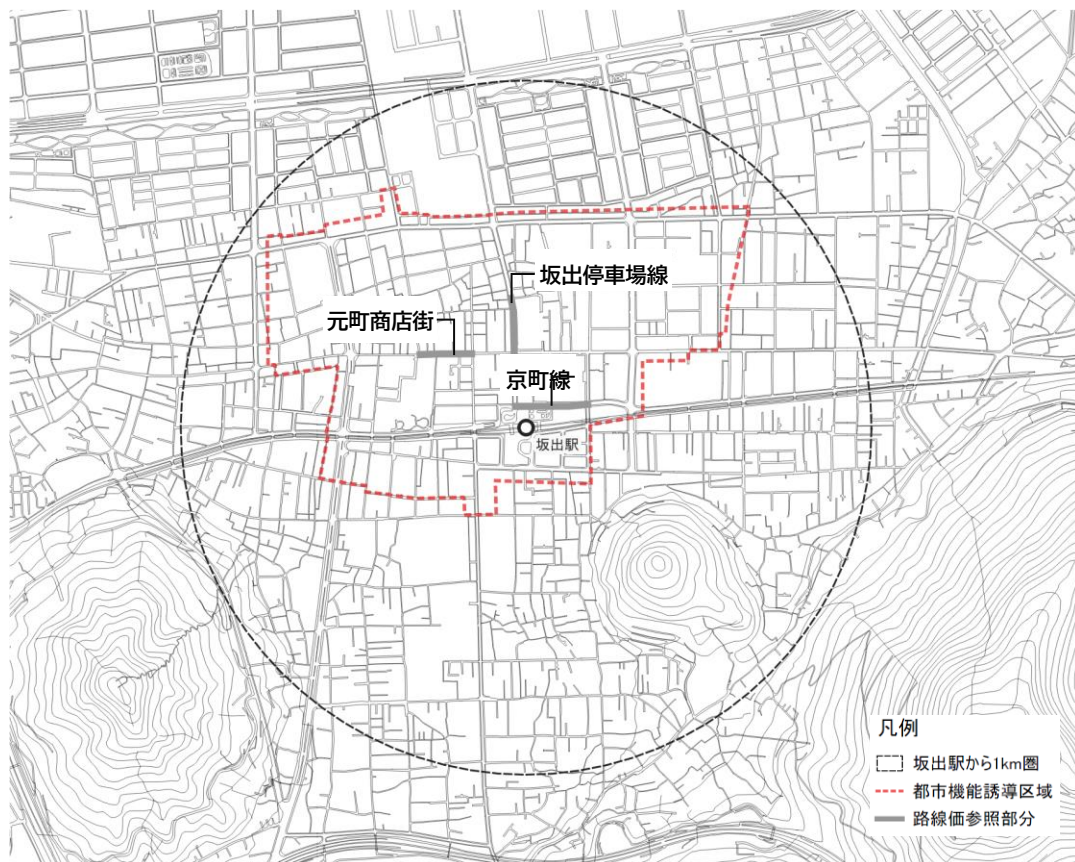 坂出停車場線
元町商店街
京町線
坂出駅
凡例
坂出駅から1km圏
都市機能誘導区域
路線価参照部分